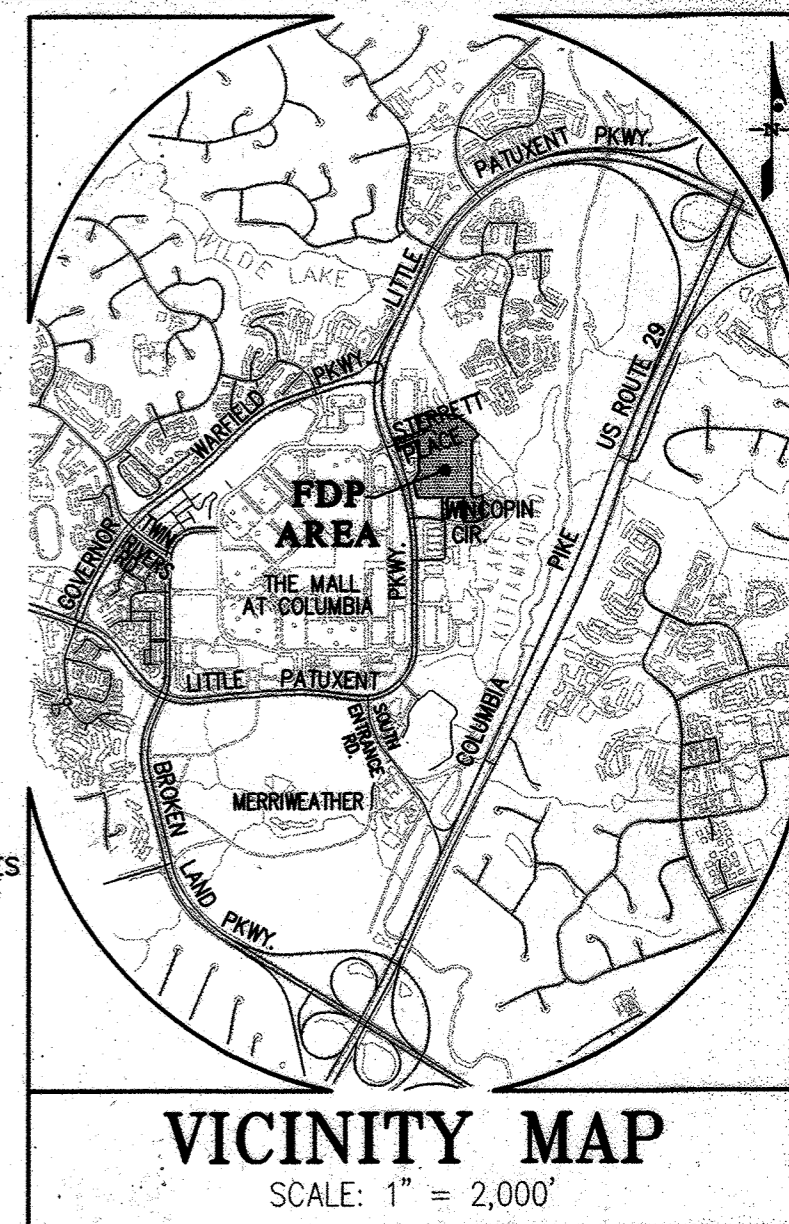 N
PATUXENT PKWY.
WILDE LAKE
LITTLE
US ROUTE 29
PKWY.
WARFIELD
STERRETT
PLACE
FDP
AREA
WINCOPIN
CIR.
GOVERNOR
TWIN
RIVERS
RD.
LAKE
KITTAMAQUNDI
PIKE
THE MALL
AT COLUMBIA
PKWY.
LITTLE PATUXENT
SOUTH
ENTRANCE
RD.
COLUMBIA
BROKEN
LAND
PKWY.
MERRIWEATHER
VICINITY MAP
SCALE: 1" = 2,000'